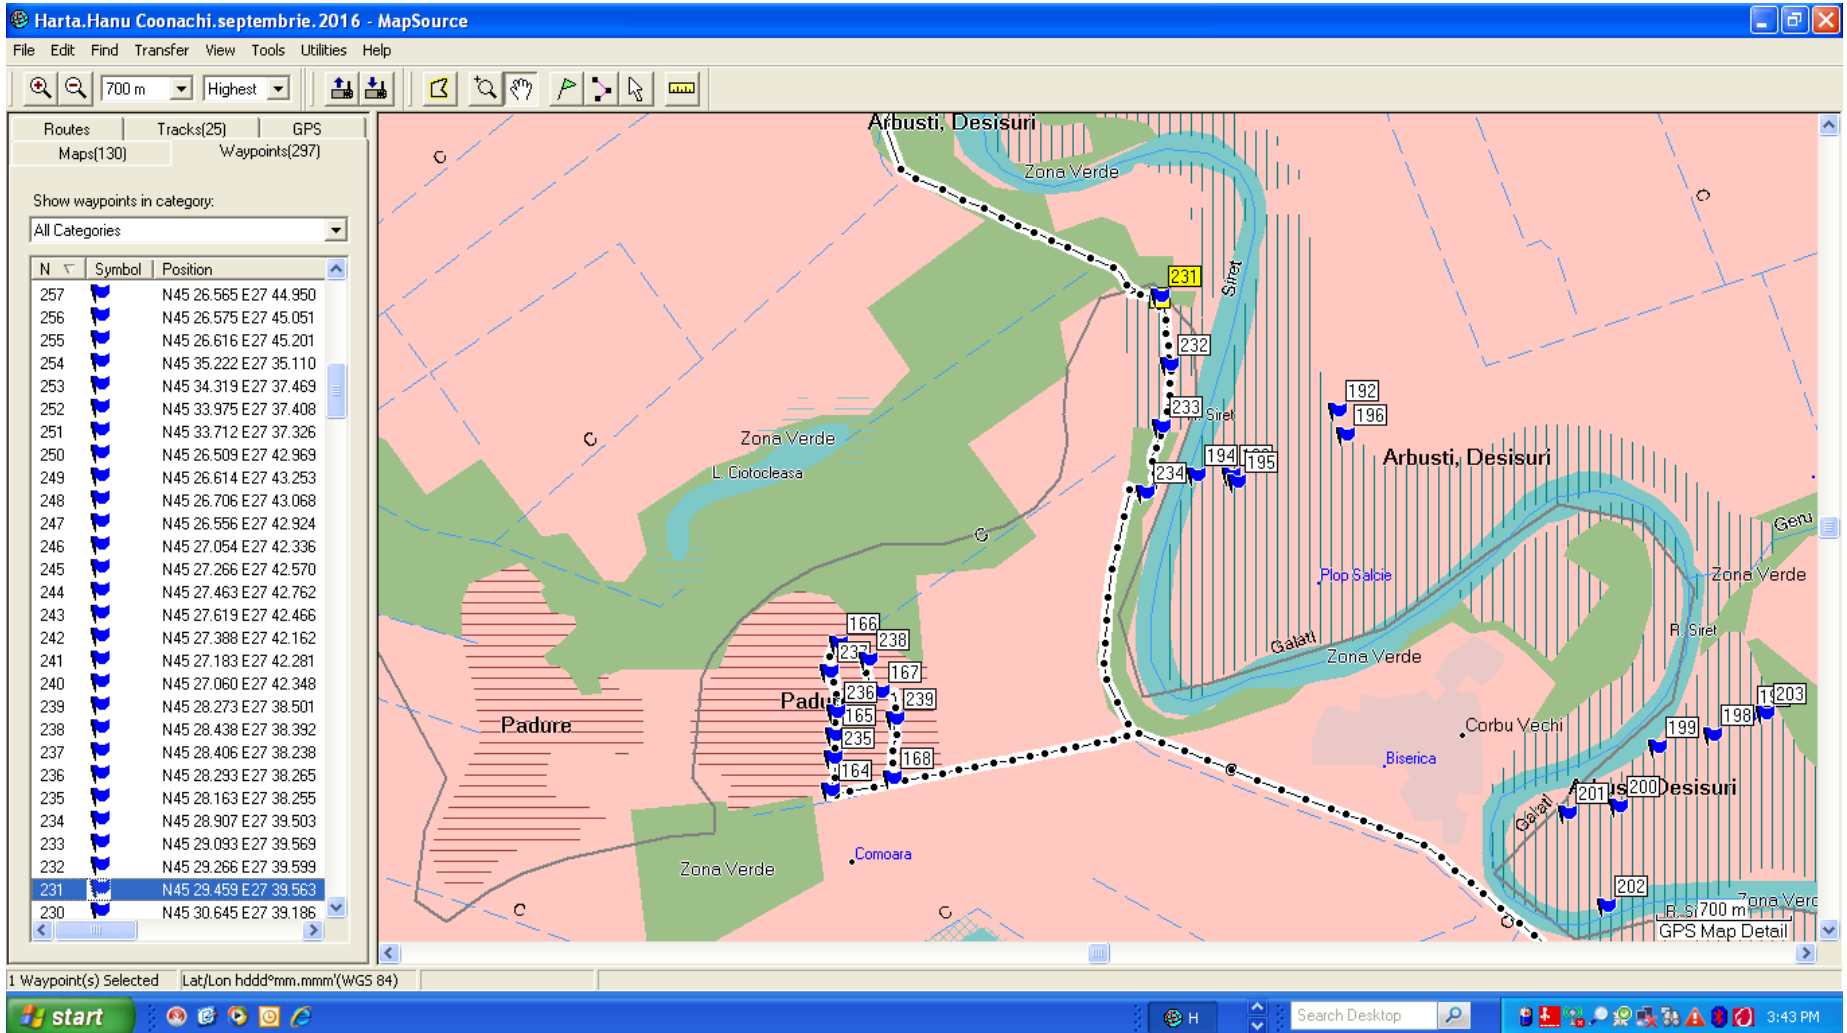 Harta.Hanu Coonachi.septembrie.2016 - MapSource
File Edit Find Transfer View Tools Utilities Help
700 m Highest
Routes Tracks(25) GPS
Maps(130) Waypoints(297)
Show waypoints in category:
All Categories
N Symbol Position
257 N45 26.565 E27 44.950
256 N45 26.575 E27 45.051
255 N45 26.616 E27 45.201
254 N45 35.222 E27 35.110
253 N45 34.319 E27 37.469
252 N45 33.975 E27 37.408
251 N45 33.712 E27 37.326
250 N45 26.509 E27 42.969
249 N45 26.614 E27 43.253
248 N45 26.706 E27 43.068
247 N45 26.556 E27 42.924
246 N45 27.054 E27 42.336
245 N45 27.266 E27 42.570
244 N45 27.463 E27 42.762
243 N45 27.619 E27 42.466
242 N45 27.388 E27 42.162
241 N45 27.183 E27 42.281
240 N45 27.060 E27 42.348
239 N45 28.273 E27 38.501
238 N45 28.438 E27 38.392
237 N45 28.406 E27 38.238
236 N45 28.293 E27 38.265
235 N45 28.163 E27 38.255
234 N45 28.907 E27 39.503
233 N45 29.093 E27 39.569
232 N45 29.266 E27 39.599
231 N45 29.459 E27 39.563
230 N45 30.645 E27 39.186
Arbusti, Desisuri
Zona Verde
231
Siret
232
192
233
Siret
196
Zona Verde
Arbusti, Desisuri
194
195
L. Ciotocleasa
234
Geru
Plop Salcie
Zona Verde
166
R. Siret
238
237
Galati
Zona Verde
167
236
239
Padure
165
203
Corbu Vechi
198
199
235
168
Biserica
164
Desisuri
200
201
Galati
Comoara
Zona Verde
202
700 m
GPS Map Detail
1 Waypoint(s) Selected Lat/Lon hddd°mm.mmm'(WGS 84)
start H Search Desktop 3:43 PM